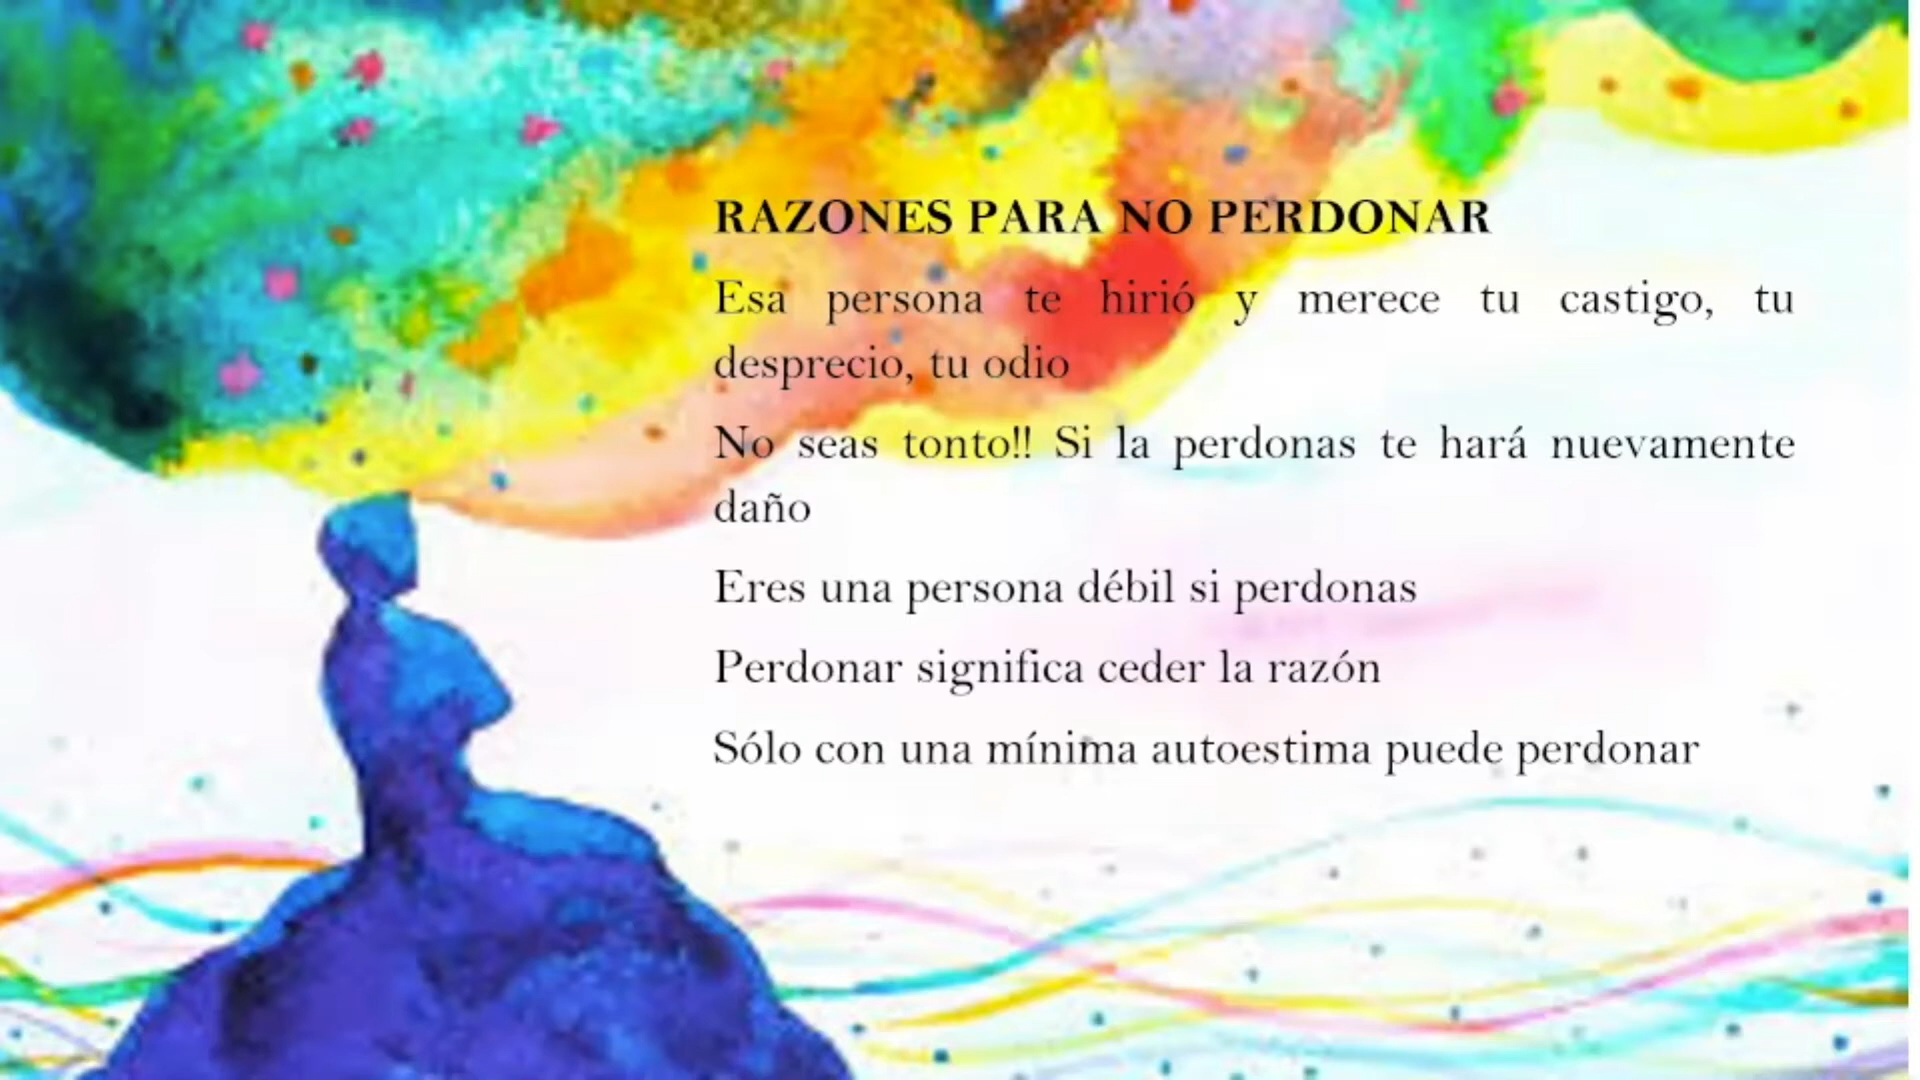 RAZONES PARA NO PERDONAR
Esa persona te hirió y merece tu castigo, tu
desprecio, tu odio
No seas tonto!! Si la perdonas te hará nuevamente
daño
Eres una persona débil si perdonas
Perdonar significa ceder la razón
Sólo con una mínima autoestima puede perdonar